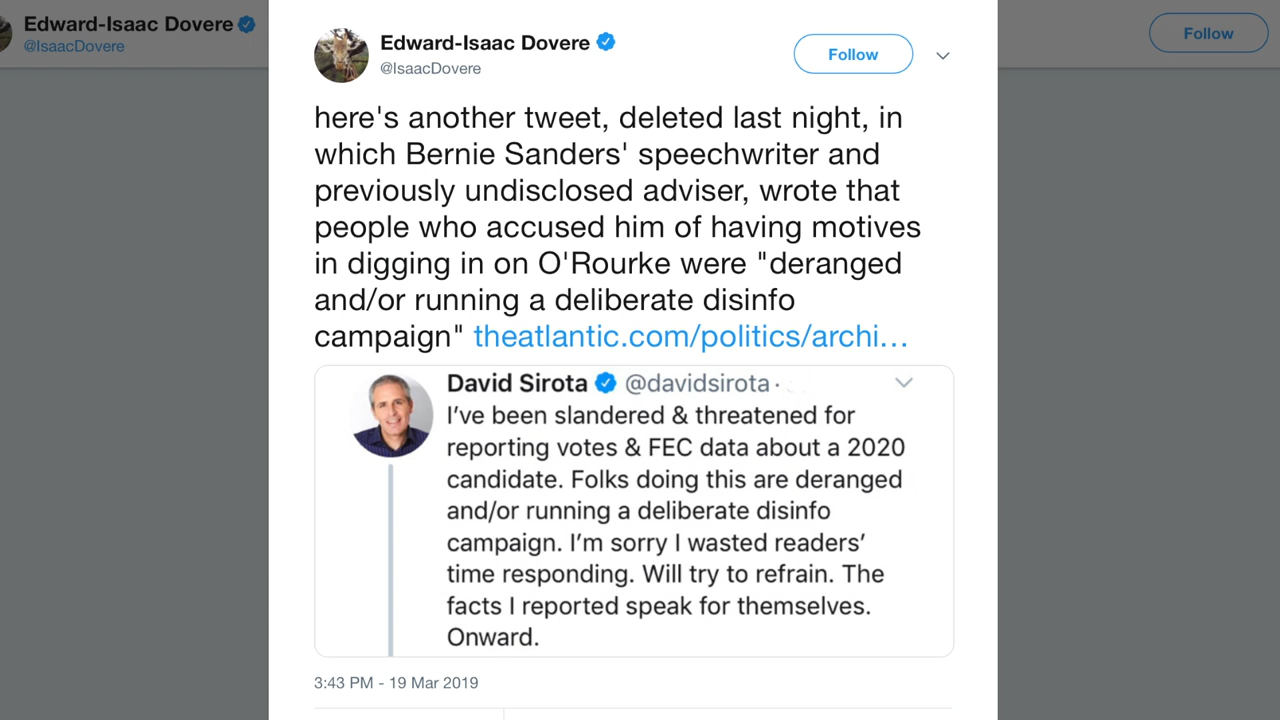 Edward-Isaac Dovere
@IsaacDovere
Follow
Edward-Isaac Dovere
@IsaacDovere
Follow
here's another tweet, deleted last night, in
which Bernie Sanders' speechwriter and
previously undisclosed adviser, wrote that
people who accused him of having motives
in digging in on O'Rourke were "deranged
and/or running a deliberate disinfo
campaign" theatlantic.com/politics/archi...
David Sirota @davidsirota ·
I've been slandered & threatened for
reporting votes & FEC data about a 2020
candidate. Folks doing this are deranged
and/or running a deliberate disinfo
campaign. I'm sorry I wasted readers'
time responding. Will try to refrain. The
facts I reported speak for themselves.
Onward.
3:43 PM - 19 Mar 2019